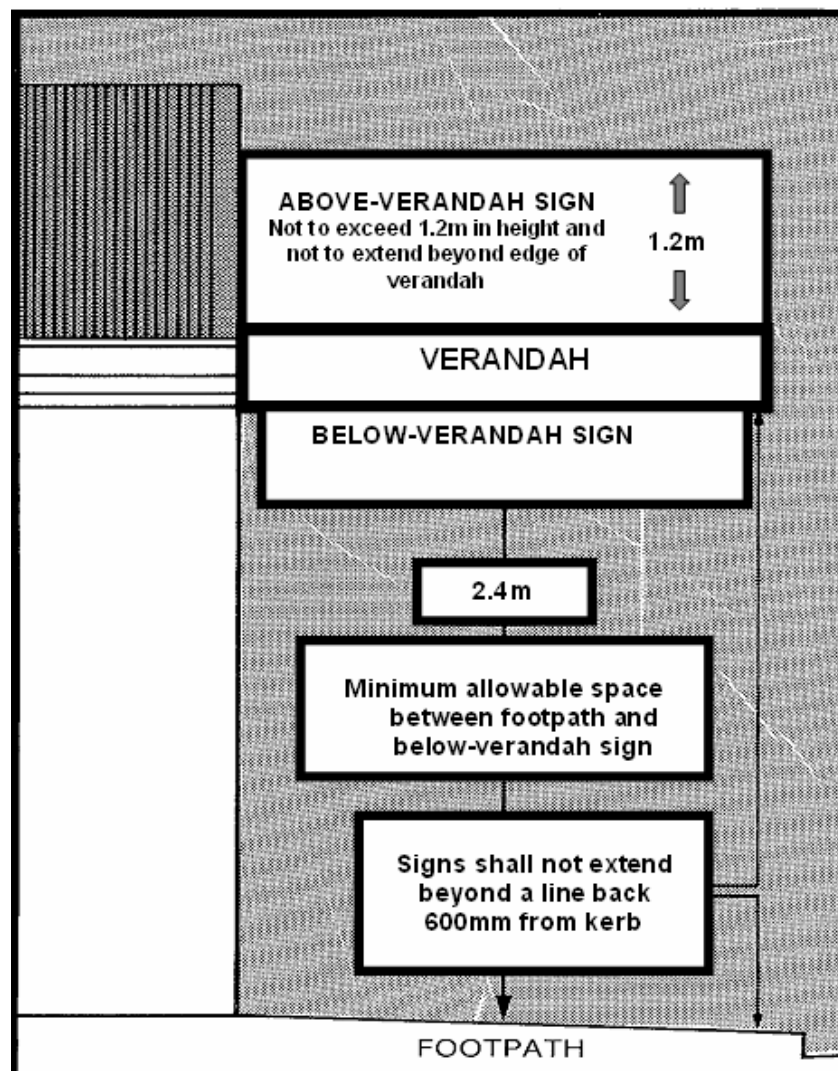 ABOVE-VERANDAH SIGN
Not to exceed 1.2m in height and
not to extend beyond edge of
verandah
1.2m
VERANDAH
BELOW-VERANDAH SIGN
2.4m
Minimum allowable space
between footpath and
below-verandah sign
Signs shall not extend
beyond a line back
600mm from kerb
FOOTPATH